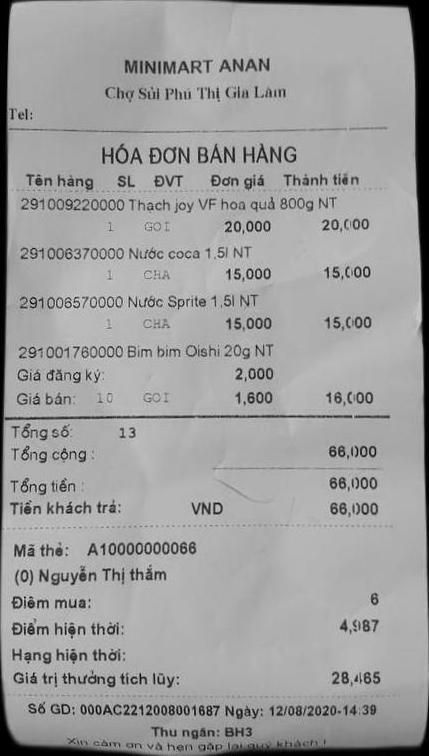 MINIMART ANAN
Chợ Sủi Phú Thị Gia Lâm
Tel:
HÓA ĐƠN BÁN HÀNG
Tên hàng SL ĐVT Đơn giá Thành tiền
291009220000 Thạch joy VF hoa quả 800g NT
1 GOI 20,000 20,000
291006370000 Nước coca 1,5l NT
1 CHA 15,000 15,000
291006570000 Nước Sprite 1,5l NT
1 CHA 15,000 15,000
291001760000 Bim bim Oishi 20g NT
Giá đăng ký: 2,000
Giá bán: 10 GOI 1,600 16,000
Tổng số: 13
Tổng cộng : 66,000
Tổng tiền : 66,000
Tiền khách trả: VND 66,000
Mã thẻ: A10000000066
(0) Nguyễn Thị thắm
Điểm mua: 6
Điểm hiện thời: 4,987
Hạng hiện thời:
Giá trị thưởng tích lũy: 28,465
Số GD: 000AC2212008001687 Ngày: 12/08/2020-14:39
Thu ngân: BH3
Xin cảm ơn và hẹn gặp lại quý khách !